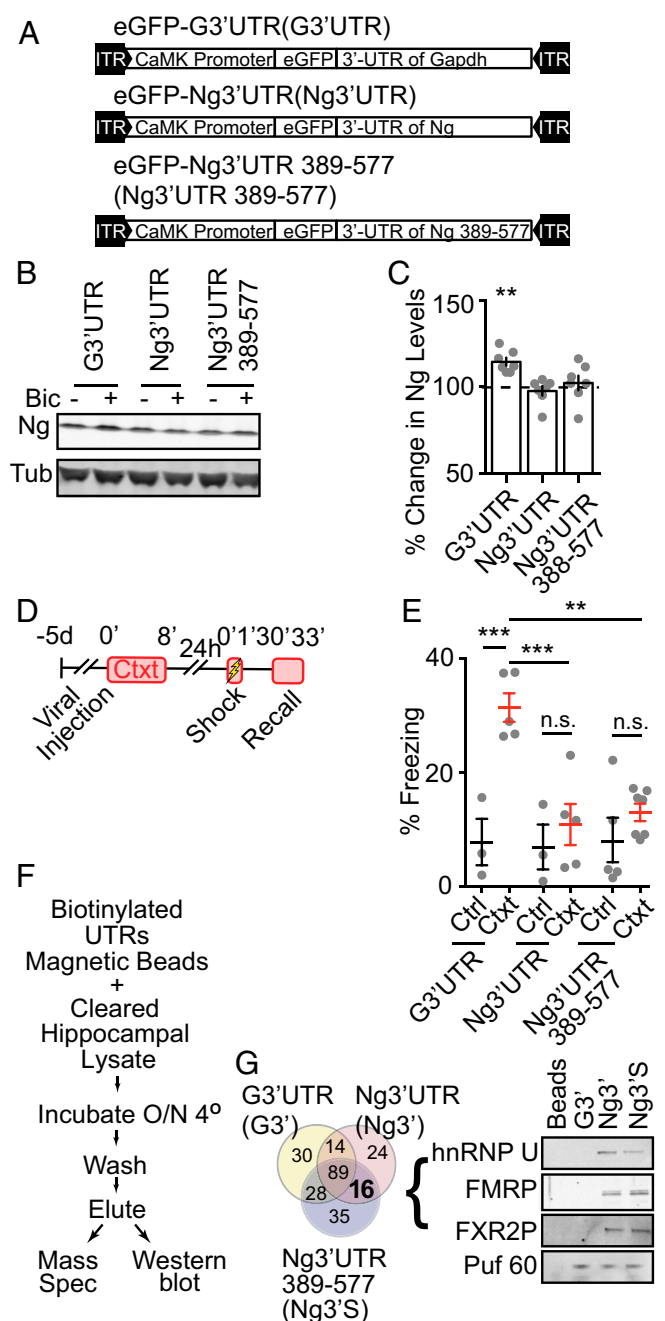 A
eGFP-G3'UTR(G3'UTR)
ITR CaMK Promoter eGFP 3'-UTR of Gapdh ITR
eGFP-Ng3'UTR(Ng3'UTR)
ITR CaMK Promoter eGFP 3'-UTR of Ng ITR
eGFP-Ng3'UTR 389-577
(Ng3'UTR 389-577)
ITR CaMK Promoter eGFP 3'-UTR of Ng 389-577 ITR
B
G3'UTR
Ng3'UTR
Ng3'UTR
389-577
Bic - + - + - +
Ng
Tub
C
% Change in Ng Levels
150
100
50
**
G3'UTR
Ng3'UTR
Ng3'UTR
388-577
D
-5d 0' 8' 24h 0'1'30'33'
Ctxt
Viral
Injection
Shock
Recall
E
% Freezing
40
20
0
**
***
***
n.s.
n.s.
Ctrl Ctxt Ctrl Ctxt Ctrl Ctxt
G3'UTR
Ng3'UTR
Ng3'UTR
389-577
F
Biotinylated
UTRs
Magnetic Beads
+
Cleared
Hippocampal
Lysate
Incubate O/N 4º
Wash
Elute
Mass
Spec
Western
blot
G
G3'UTR
(G3')
Ng3'UTR
(Ng3')
30 14 24
89
28 16
35
Ng3'UTR
389-577
(Ng3'S)
Beads
G3'
Ng3'
Ng3'S
hnRNP U
FMRP
FXR2P
Puf 60